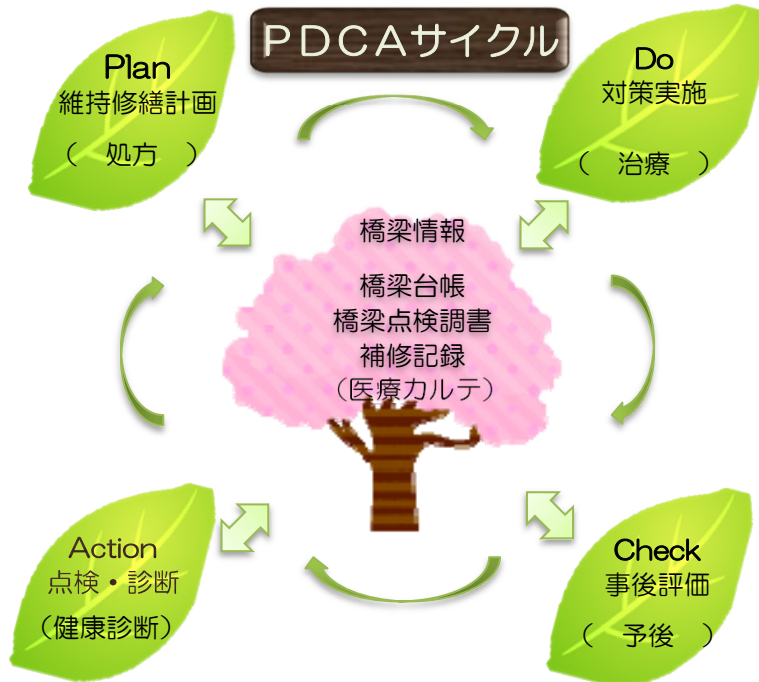 PDCAサイクル
Plan
維持修繕計画
（　処方　）
Do
対策実施
（　治療　）
橋梁情報
橋梁台帳
橋梁点検調書
補修記録
（医療カルテ）
Action
点検・診断
（健康診断）
Check
事後評価
（　予後　）